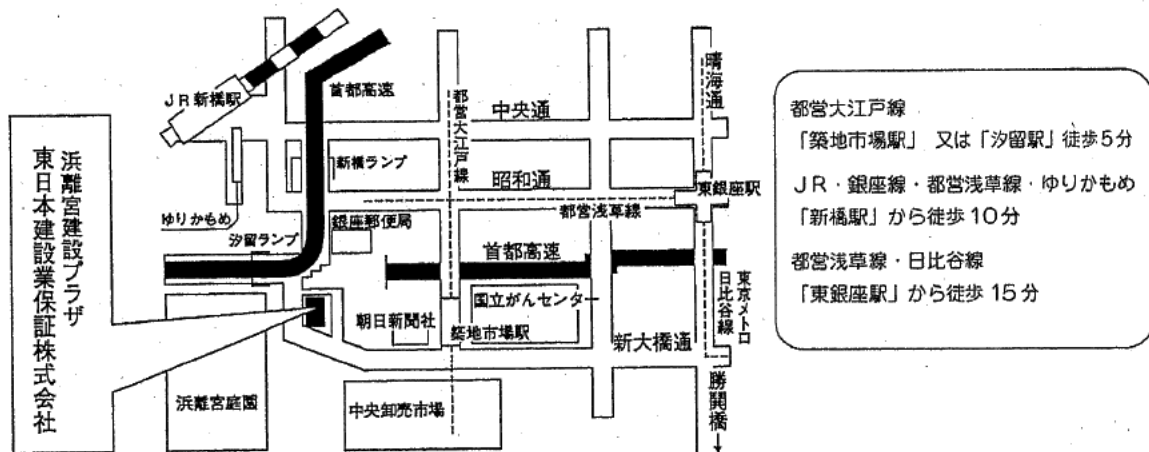 浜離宮建設プラザ
東日本建設業保証株式会社
JR新橋駅
首都高速
都営大江戸線
中央通
晴海通
新橋ランプ
昭和通
東銀座駅
ゆりかもめ
都営浅草線
銀座郵便局
汐留ランプ
首都高速
国立がんセンター
東京メトロ
日比谷線
朝日新聞社
築地市場駅
新大橋通
浜離宮庭園
中央卸売市場
勝鬨橋
都営大江戸線
「築地市場駅」又は「汐留駅」徒歩5分
JR・銀座線・都営浅草線・ゆりかもめ
「新橋駅」から徒歩10分
都営浅草線・日比谷線
「東銀座駅」から徒歩15分